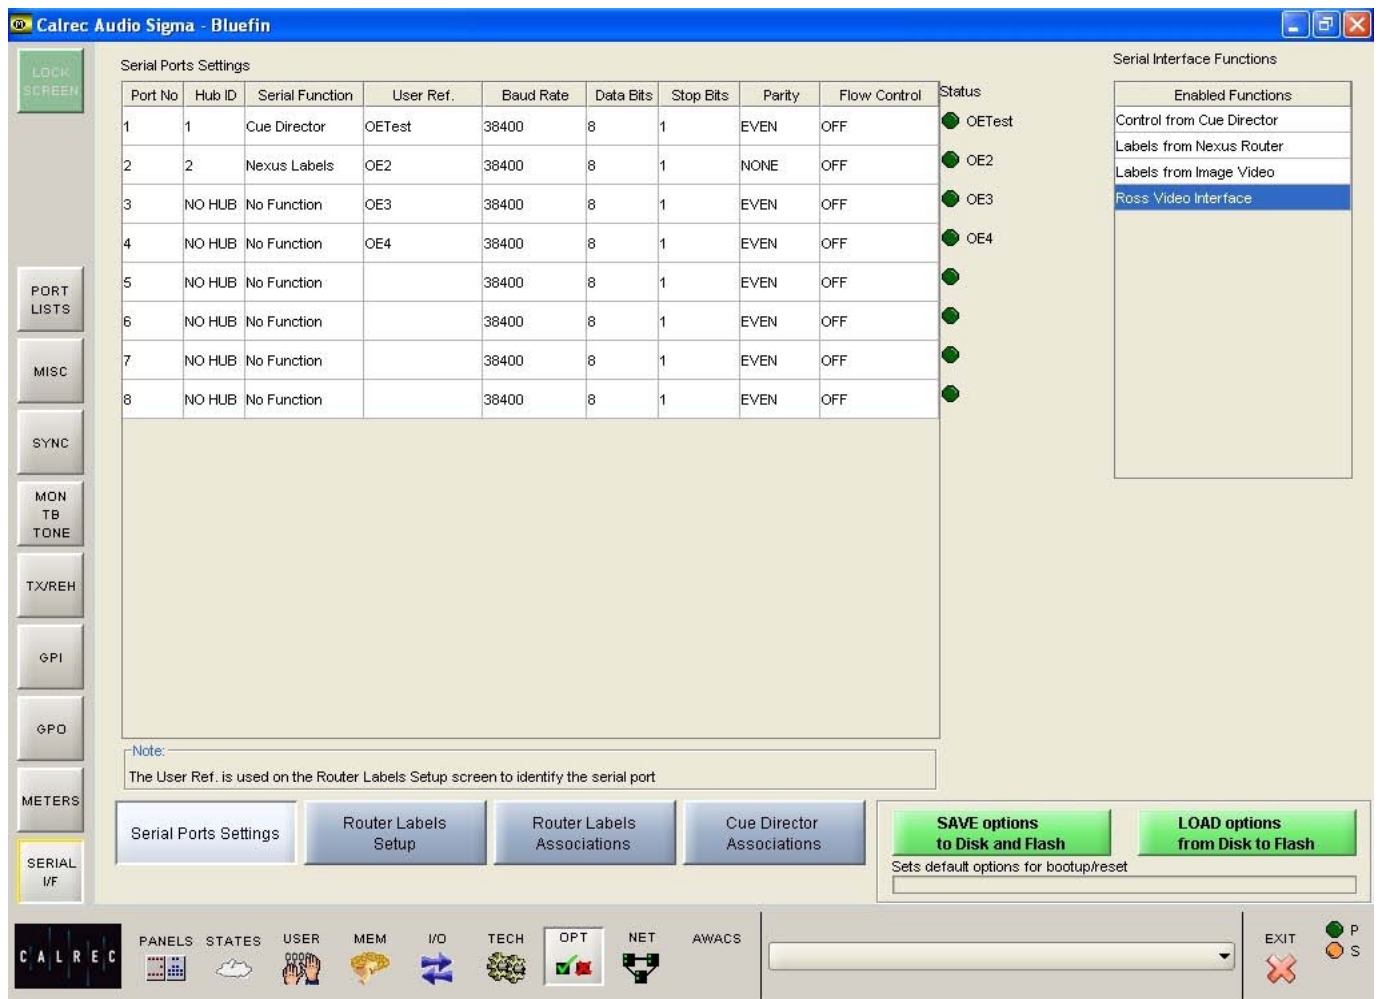 Calrec Audio Sigma - Bluefin
LOCK
SCREEN
Serial Ports Settings
Port No Hub ID Serial Function User Ref. Baud Rate Data Bits Stop Bits Parity Flow Control
1 1 Cue Director OETest 38400 8 1 EVEN OFF
2 2 Nexus Labels OE2 38400 8 1 NONE OFF
3 NO HUB No Function OE3 38400 8 1 EVEN OFF
4 NO HUB No Function OE4 38400 8 1 EVEN OFF
5 NO HUB No Function 38400 8 1 EVEN OFF
6 NO HUB No Function 38400 8 1 EVEN OFF
7 NO HUB No Function 38400 8 1 EVEN OFF
8 NO HUB No Function 38400 8 1 EVEN OFF
Status
OETest
OE2
OE3
OE4
Serial Interface Functions
Enabled Functions
Control from Cue Director
Labels from Nexus Router
Labels from Image Video
Ross Video Interface
PORT
LISTS
MISC
SYNC
MON
TB
TONE
TX/REH
GPI
GPO
METERS
SERIAL
I/F
Note:
The User Ref. is used on the Router Labels Setup screen to identify the serial port
Serial Ports Settings
Router Labels
Setup
Router Labels
Associations
Cue Director
Associations
SAVE options
to Disk and Flash
LOAD options
from Disk to Flash
Sets default options for bootup/reset
CALREC
PANELS STATES USER MEM I/O TECH OPT NET AWACS
EXIT
P
S